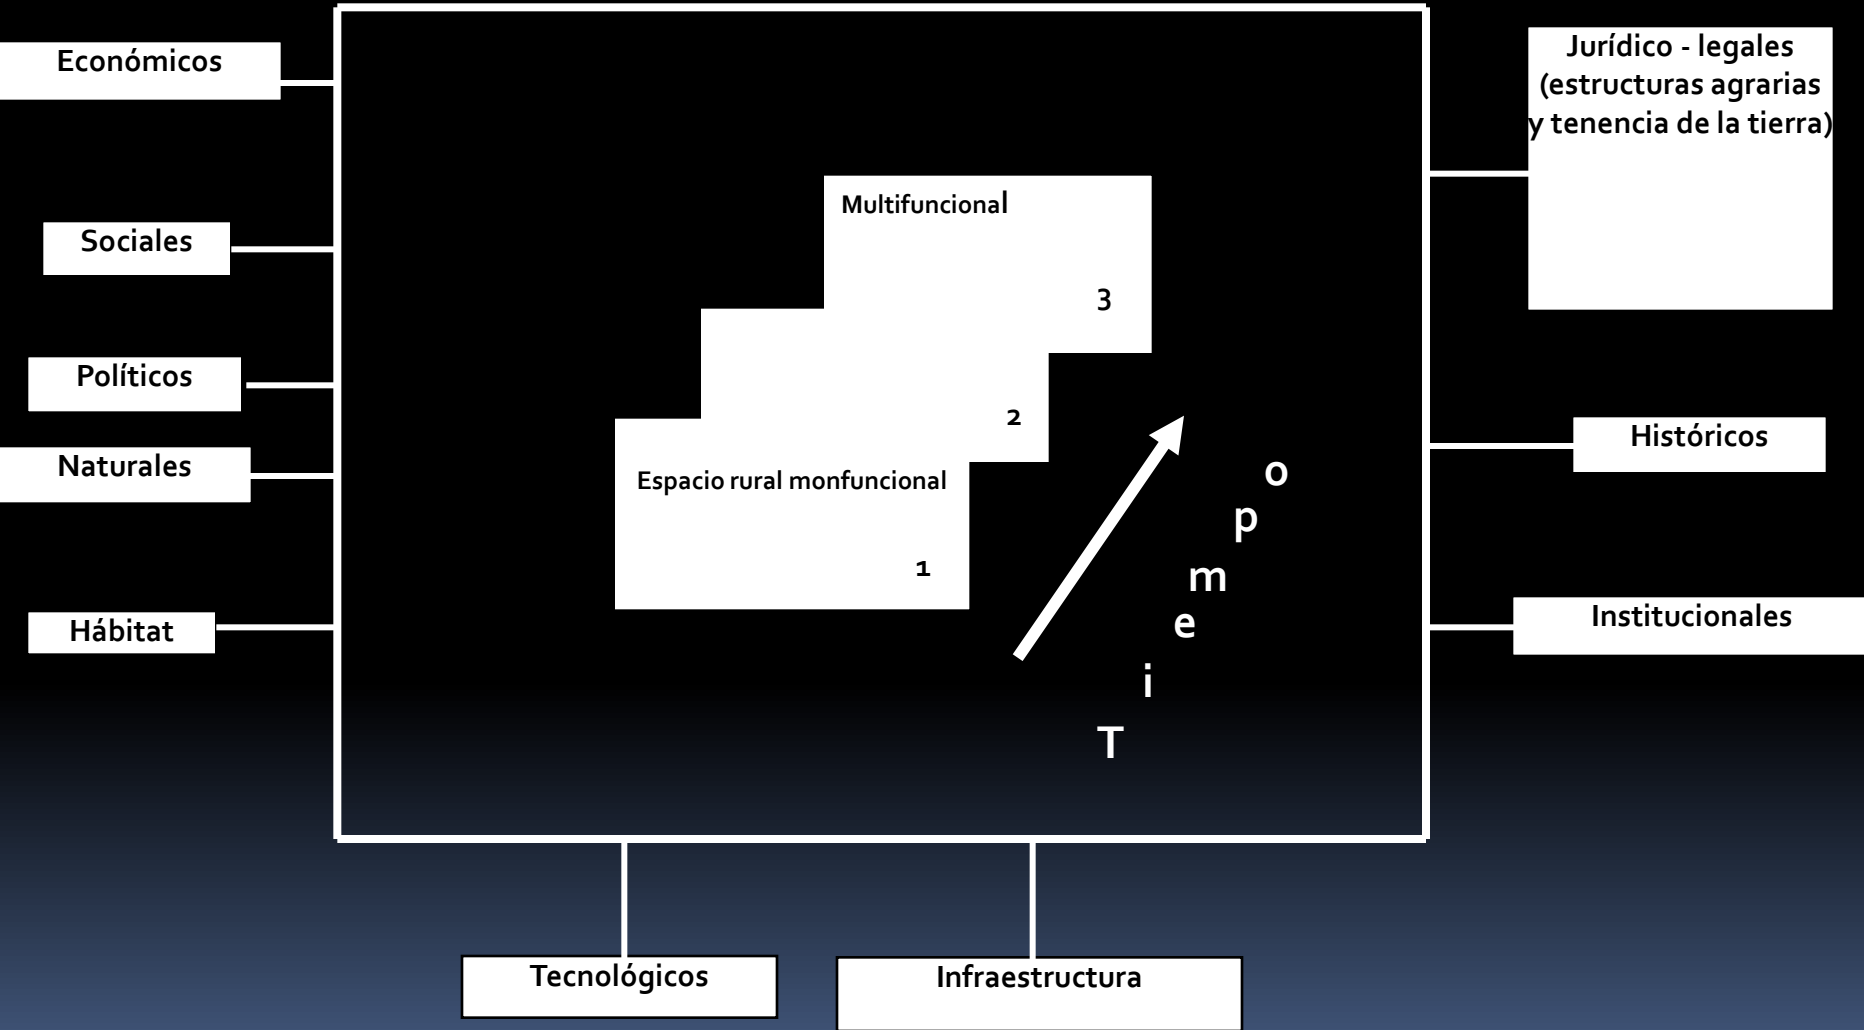 Económicos
Sociales
Políticos
Naturales
Hábitat
Multifuncional
3
2
Espacio rural monfuncional
1
Tiempo
Jurídico - legales
(estructuras agrarias
y tenencia de la tierra)
Históricos
Institucionales
Tecnológicos
Infraestructura